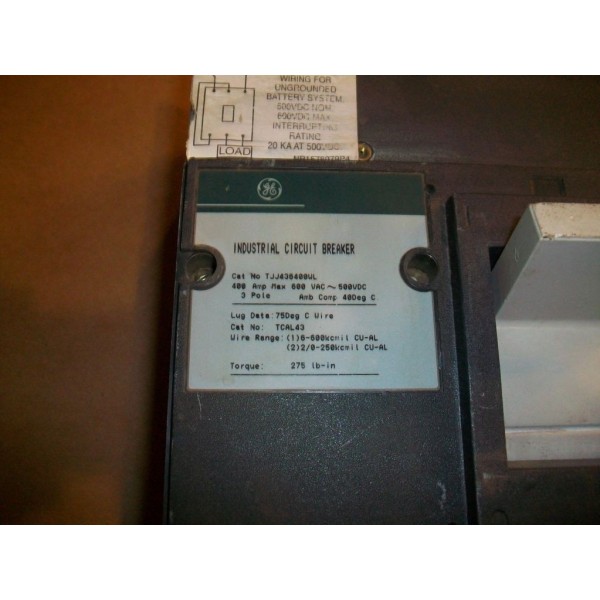 WIRING FOR
UNGROUNDED
BATTERY SYSTEM.
500VDC NOM.
600VDC MAX.
INTERRUPTING
RATING
20 KA AT 500VDC
LOAD
GE
INDUSTRIAL CIRCUIT BREAKER
Cat No TJJ436400UL
400 Amp Max 600 VAC ~ 500VDC
3 Pole Amb Comp 40Deg C
Lug Data: 75Deg C Wire
Cat No: TCAL43
Wire Range: (1)6-600kcmil CU-AL
(2)2/0-250kcmil CU-AL
Torque: 275 lb-in